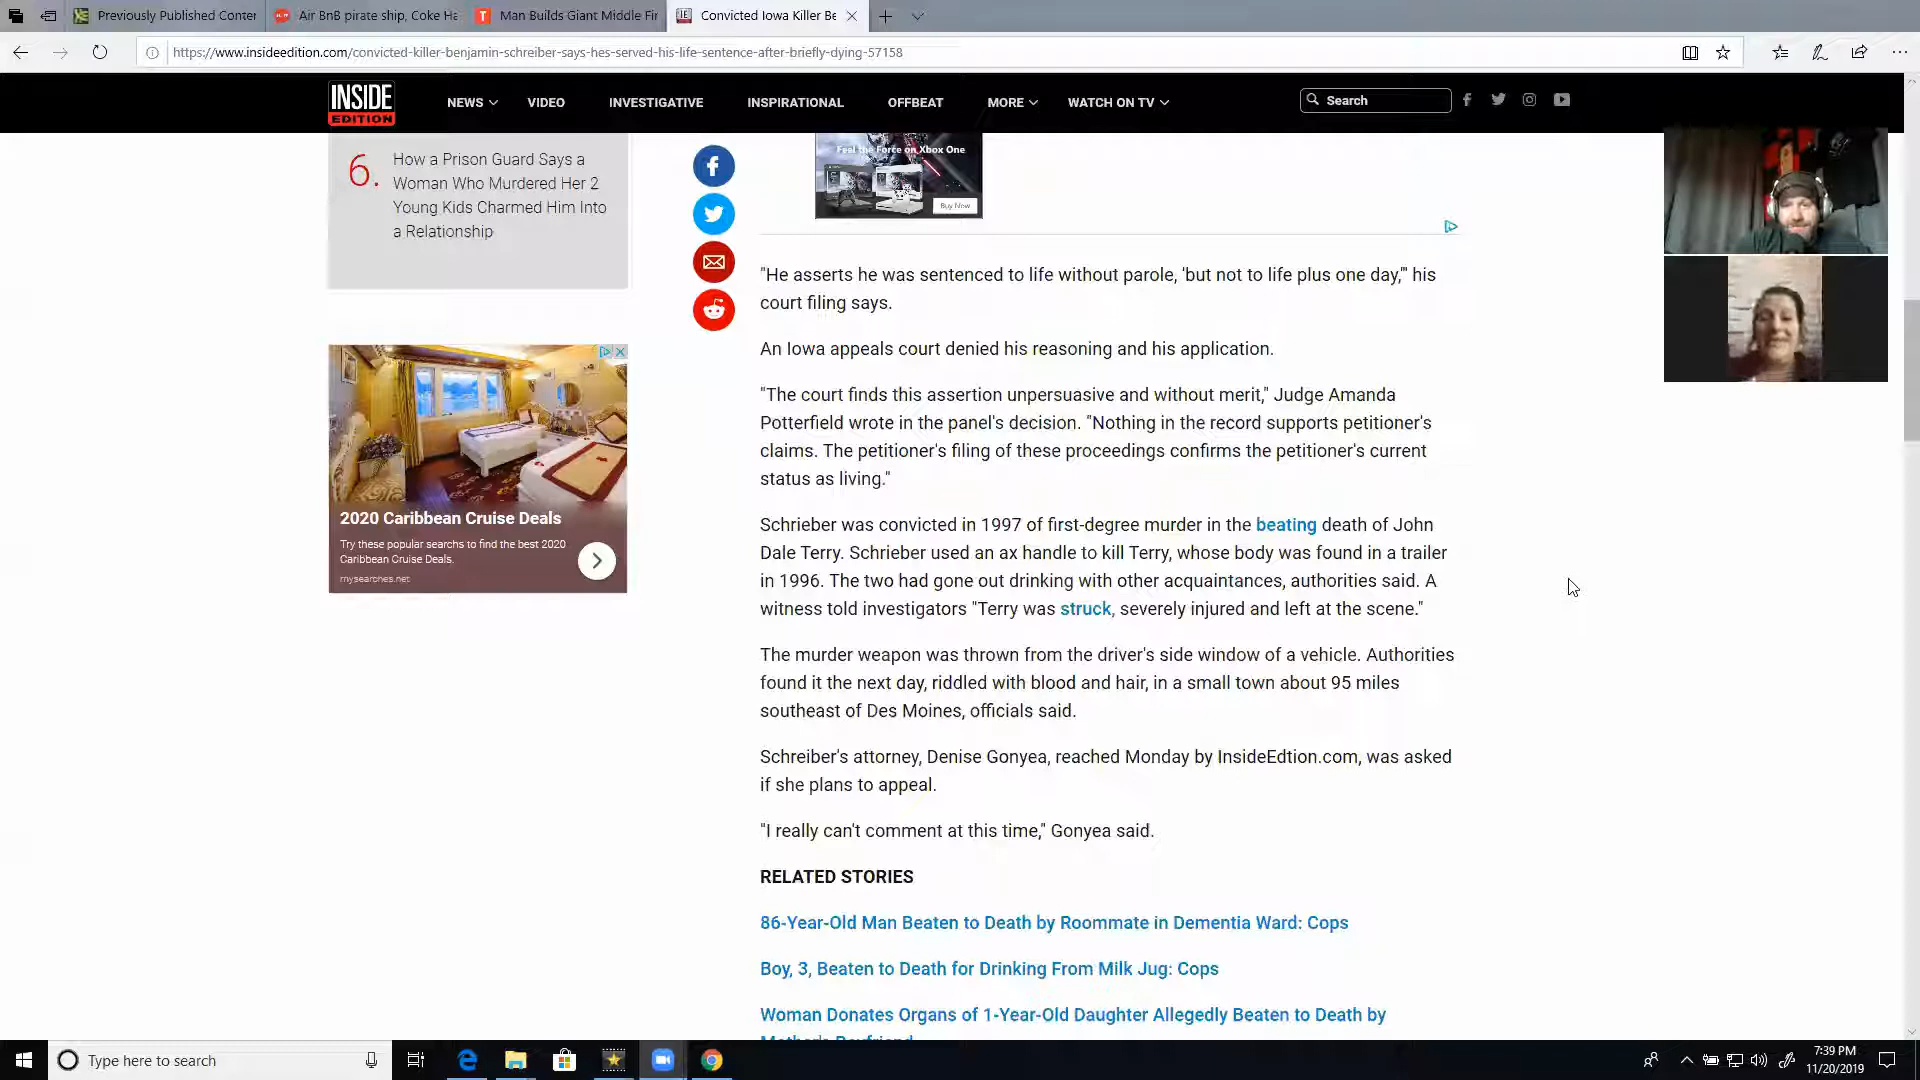 Previously Published Conter
Air BnB pirate ship, Coke Ha
Man Builds Giant Middle Fir
Convicted Iowa Killer Be
https://www.insideedition.com/convicted-killer-benjamin-schreiber-says-hes-served-his-life-sentence-after-briefly-dying-57158
INSIDE
EDITION
NEWS
VIDEO
INVESTIGATIVE
INSPIRATIONAL
OFFBEAT
MORE
WATCH ON TV
Search
6.
How a Prison Guard Says a
Woman Who Murdered Her 2
Young Kids Charmed Him Into
a Relationship
Feel the Force on Xbox One
Buy Now
2020 Caribbean Cruise Deals
Try these popular searchs to find the best 2020
Caribbean Cruise Deals.
mysearches.net
"He asserts he was sentenced to life without parole, 'but not to life plus one day,'" his
court filing says.
An Iowa appeals court denied his reasoning and his application.
"The court finds this assertion unpersuasive and without merit," Judge Amanda
Potterfield wrote in the panel's decision. "Nothing in the record supports petitioner's
claims. The petitioner's filing of these proceedings confirms the petitioner's current
status as living."
Schrieber was convicted in 1997 of first-degree murder in the beating death of John
Dale Terry. Schrieber used an ax handle to kill Terry, whose body was found in a trailer
in 1996. The two had gone out drinking with other acquaintances, authorities said. A
witness told investigators "Terry was struck, severely injured and left at the scene."
The murder weapon was thrown from the driver's side window of a vehicle. Authorities
found it the next day, riddled with blood and hair, in a small town about 95 miles
southeast of Des Moines, officials said.
Schreiber's attorney, Denise Gonyea, reached Monday by InsideEdtion.com, was asked
if she plans to appeal.
"I really can't comment at this time," Gonyea said.
RELATED STORIES
86-Year-Old Man Beaten to Death by Roommate in Dementia Ward: Cops
Boy, 3, Beaten to Death for Drinking From Milk Jug: Cops
Woman Donates Organs of 1-Year-Old Daughter Allegedly Beaten to Death by
Mother's Boyfriend
Type here to search
7:39 PM
11/20/2019